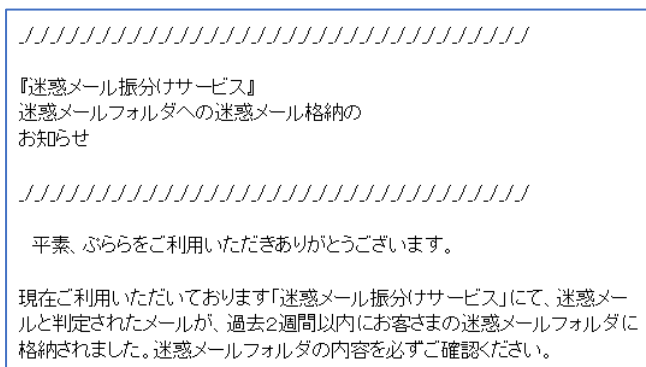 _/_/_/_/_/_/_/_/_/_/_/_/_/_/_/_/_/_/_/_/_/_/_/_/_/_/_/_/_/_/
『迷惑メール振分けサービス』
迷惑メールフォルダへの迷惑メール格納の
お知らせ
_/_/_/_/_/_/_/_/_/_/_/_/_/_/_/_/_/_/_/_/_/_/_/_/_/_/_/_/_/_/
平素、ぷららをご利用いただきありがとうございます。
現在ご利用いただいております「迷惑メール振分けサービス」にて、迷惑メー
ルと判定されたメールが、過去2週間以内にお客さまの迷惑メールフォルダに
格納されました。迷惑メールフォルダの内容を必ずご確認ください。